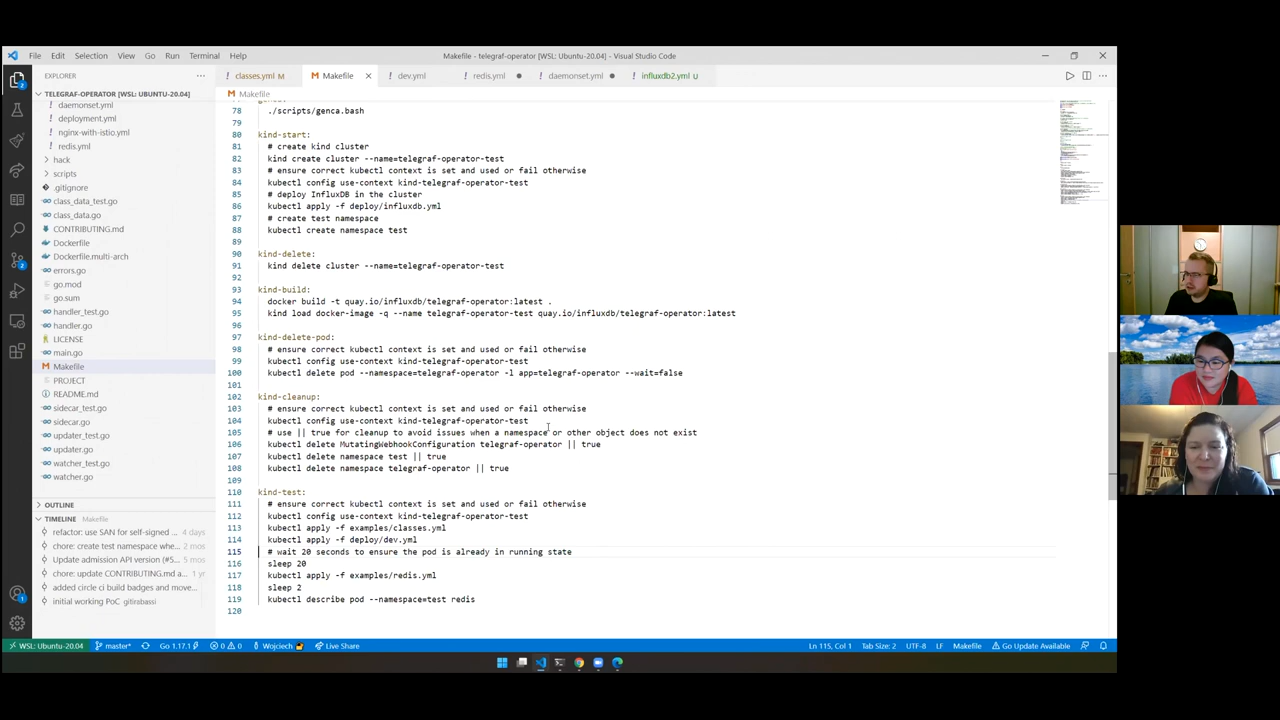 File Edit Selection View Go Run Terminal Help
Makefile - telegraf-operator [WSL: Ubuntu-20.04] - Visual Studio Code
EXPLORER
classes.yml M
Makefile
dev.yml
redis.yml
daemonset.yml
influxdb2.yml U
TELEGRAF-OPERATOR [WSL: UBUNTU-20.04]
daemonset.yml
deployment.yml
nginx-with-istio.yml
redis.yml
hack
scripts
.gitignore
class_data_test.go
class_data.go
CONTRIBUTING.md
Dockerfile
Dockerfile.multi-arch
errors.go
go.mod
go.sum
handler_test.go
handler.go
LICENSE
main.go
Makefile
PROJECT
README.md
sidecar_test.go
sidecar.go
updater_test.go
updater.go
watcher_test.go
watcher.go
OUTLINE
TIMELINE Makefile
refactor: use SAN for self-signed ... 4 days
chore: create test namespace whe... 2 mos
Update admission API version (#5... 2 mos
chore: update CONTRIBUTING.md a... 1 yr
added circle ci build badges and move...
initial working PoC gitirabassi
Makefile
78 ./scripts/genca.bash
79
80 kind-start:
81 # create kind cluster
82 kind create cluster --name=telegraf-operator-test
83 # ensure correct kubectl context is set and used or fail otherwise
84 kubectl config use-context kind-telegraf-operator-test
85 # deploy InfluxDB in the cluster
86 kubectl apply -f deploy/influxdb.yml
87 # create test namespace
88 kubectl create namespace test
89
90 kind-delete:
91 kind delete cluster --name=telegraf-operator-test
92
93 kind-build:
94 docker build -t quay.io/influxdb/telegraf-operator:latest .
95 kind load docker-image -q --name telegraf-operator-test quay.io/influxdb/telegraf-operator:latest
96
97 kind-delete-pod:
98 # ensure correct kubectl context is set and used or fail otherwise
99 kubectl config use-context kind-telegraf-operator-test
100 kubectl delete pod --namespace=telegraf-operator -l app=telegraf-operator --wait=false
101
102 kind-cleanup:
103 # ensure correct kubectl context is set and used or fail otherwise
104 kubectl config use-context kind-telegraf-operator-test
105 # use || true for cleanup to avoid issues when a namespace or other object does not exist
106 kubectl delete MutatingWebhookConfiguration telegraf-operator || true
107 kubectl delete namespace test || true
108 kubectl delete namespace telegraf-operator || true
109
110 kind-test:
111 # ensure correct kubectl context is set and used or fail otherwise
112 kubectl config use-context kind-telegraf-operator-test
113 kubectl apply -f examples/classes.yml
114 kubectl apply -f deploy/dev.yml
115 # wait 20 seconds to ensure the pod is already in running state
116 sleep 20
117 kubectl apply -f examples/redis.yml
118 sleep 2
119 kubectl describe pod --namespace=test redis
120
WSL: Ubuntu-20.04 master* Go 1.17.1 0 0 Wojciech Live Share
Ln 115, Col 1 Tab Size: 2 UTF-8 LF Makefile Go Update Available